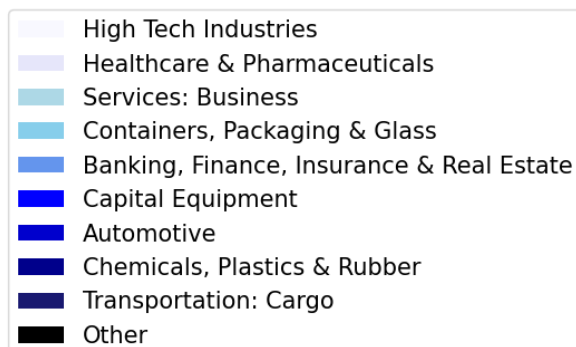 High Tech Industries
Healthcare & Pharmaceuticals
Services: Business
Containers, Packaging & Glass
Banking, Finance, Insurance & Real Estate
Capital Equipment
Automotive
Chemicals, Plastics & Rubber
Transportation: Cargo
Other